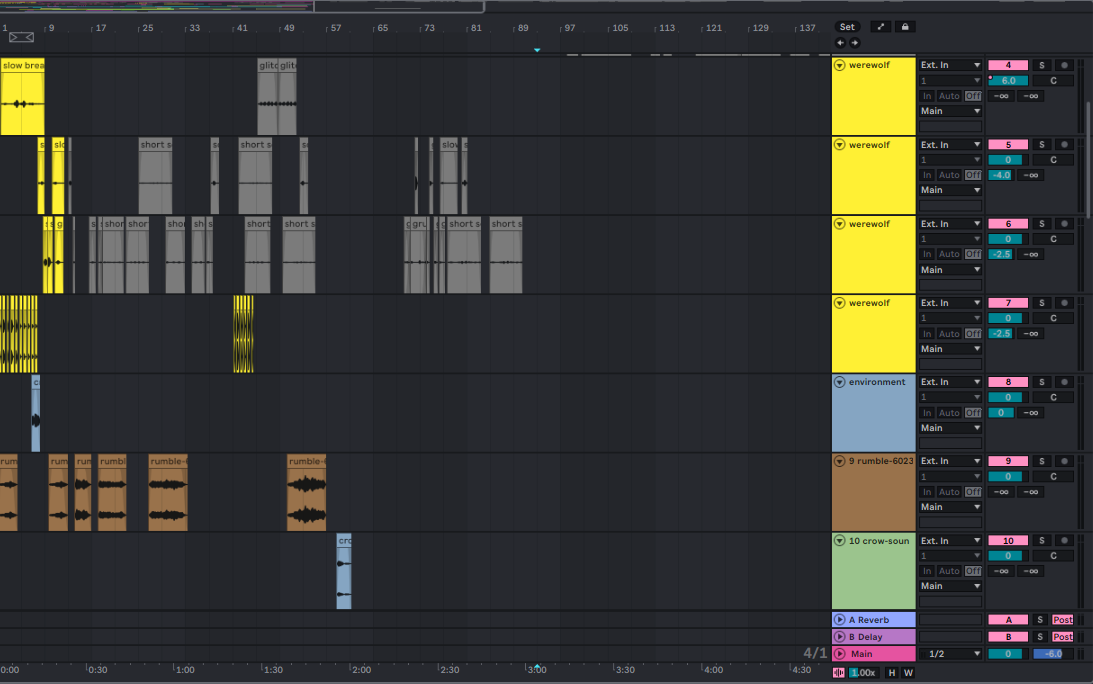 1 9 17 25 33 41 49 57 65 73 81 89 97 105 113 121 129 137 Set
slow brea glitc glitc werewolf Ext. In 4 S
1 6.0 C
In Auto Off -∞ -∞
Main
s slo short so s short so s slow s werewolf Ext. In 5 S
1 0 C
In Auto Off -4.0 -∞
Main
s s g s s shor short shor sh s short short s g gru g g short so short s werewolf Ext. In 6 S
1 0 C
In Auto Off -2.5 -∞
Main
werewolf Ext. In 7 S
1 0 C
In Auto Off -2.5 -∞
Main
environment Ext. In 8 S
1 0 C
In Auto Off 0 -∞
Main
rum rum rum rumbl rumble-6 rumble-6 9 rumble-6023 Ext. In 9 S
1 0 C
In Auto Off -∞ -∞
Main
cro 10 crow-soun Ext. In 10 S
1 0 C
In Auto Off -∞ -∞
Main
A Reverb A S Post
B Delay B S Post
4/1 Main 1/2 0 -6.0
0:00 0:30 1:00 1:30 2:00 2:30 3:00 3:30 4:00 4:30 1.00x H W